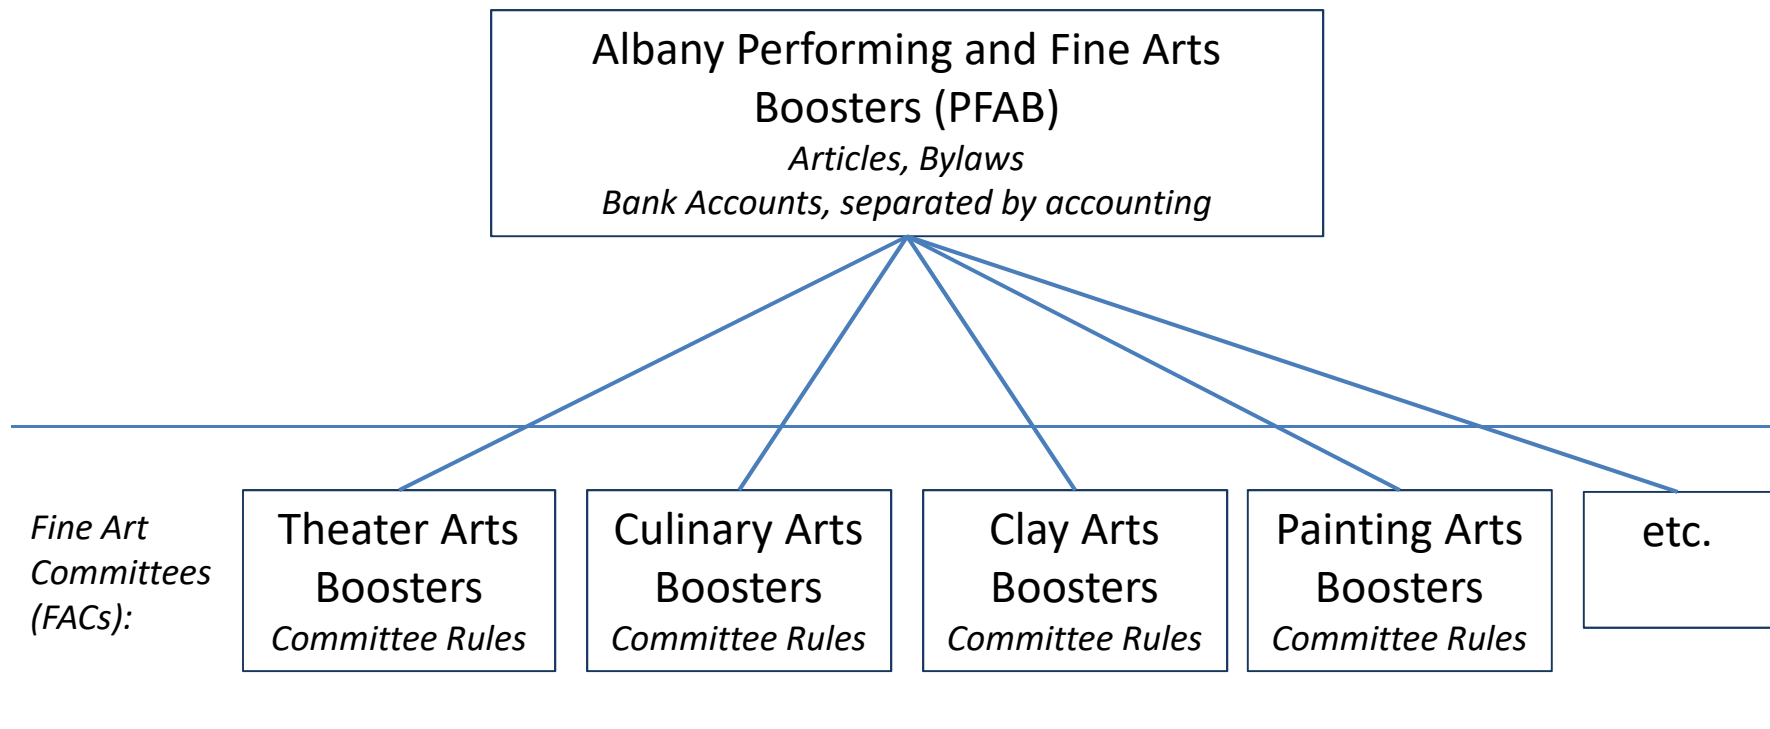 Albany Performing and Fine Arts
Boosters (PFAB)
Articles, Bylaws
Bank Accounts, separated by accounting
Fine Art
Committees
(FACs):
Theater Arts
Boosters
Committee Rules
Culinary Arts
Boosters
Committee Rules
Clay Arts
Boosters
Committee Rules
Painting Arts
Boosters
Committee Rules
etc.